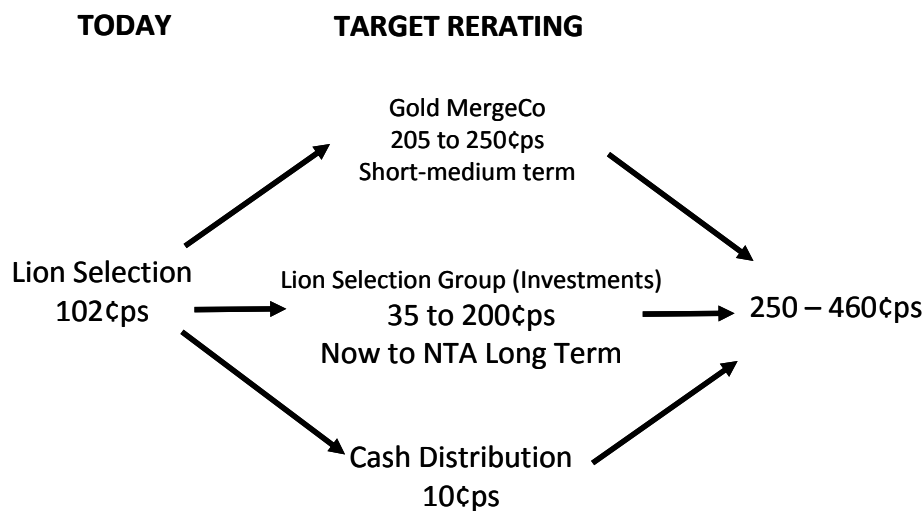 TODAY
TARGET RERATING
Gold MergeCo
205 to 250¢ps
Short-medium term
Lion Selection
102¢ps
Lion Selection Group (Investments)
35 to 200¢ps
Now to NTA Long Term
250 – 460¢ps
Cash Distribution
10¢ps